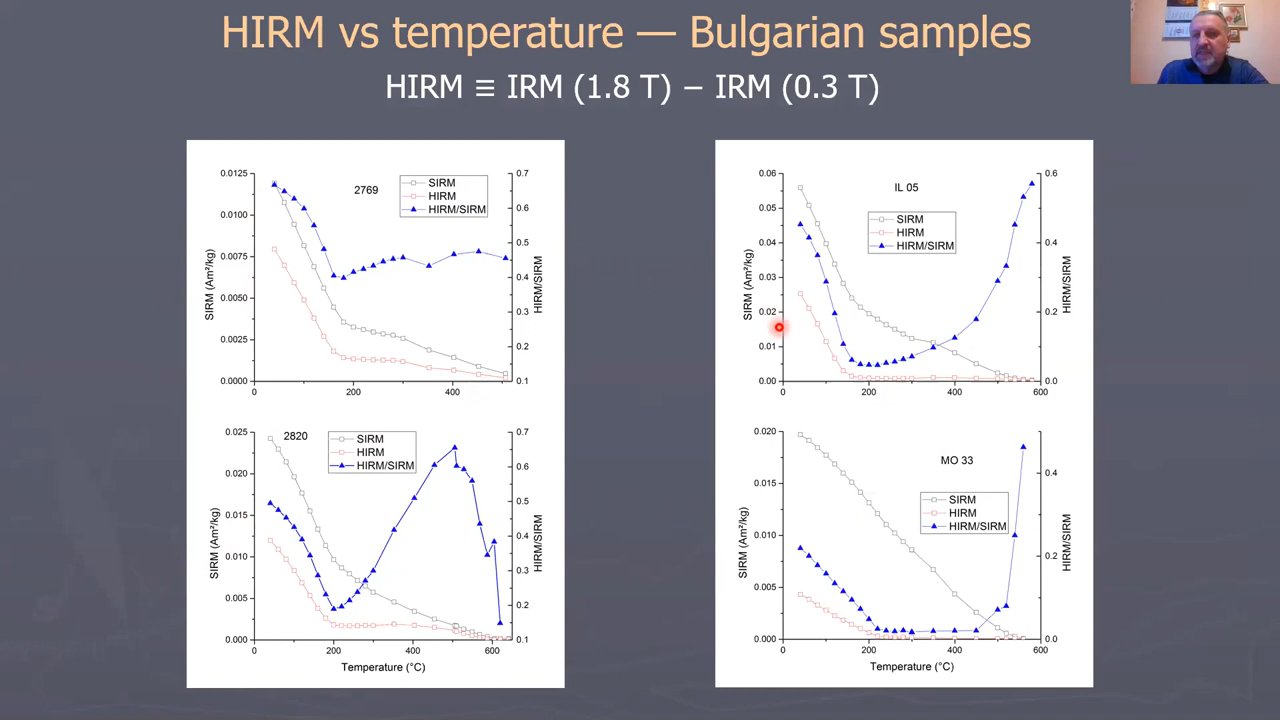 HIRM vs temperature — Bulgarian samples
HIRM ≡ IRM (1.8 T) − IRM (0.3 T)
2769
SIRM
HIRM
HIRM/SIRM
0.0125
0.0100
0.0075
0.0050
0.0025
0.0000
SIRM (Am²/kg)
0.7
0.6
0.5
0.4
0.3
0.2
0.1
HIRM/SIRM
0 200 400
IL 05
SIRM
HIRM
HIRM/SIRM
0.06
0.05
0.04
0.03
0.02
0.01
0.00
SIRM (Am²/kg)
0.6
0.4
0.2
0.0
HIRM/SIRM
0 200 400 600
2820
SIRM
HIRM
HIRM/SIRM
0.025
0.020
0.015
0.010
0.005
0.000
SIRM (Am²/kg)
0.7
0.6
0.5
0.4
0.3
0.2
0.1
HIRM/SIRM
0 200 400 600
Temperature (°C)
MO 33
SIRM
HIRM
HIRM/SIRM
0.020
0.015
0.010
0.005
0.000
SIRM (Am²/kg)
0.4
0.2
0.0
HIRM/SIRM
0 200 400 600
Temperature (°C)